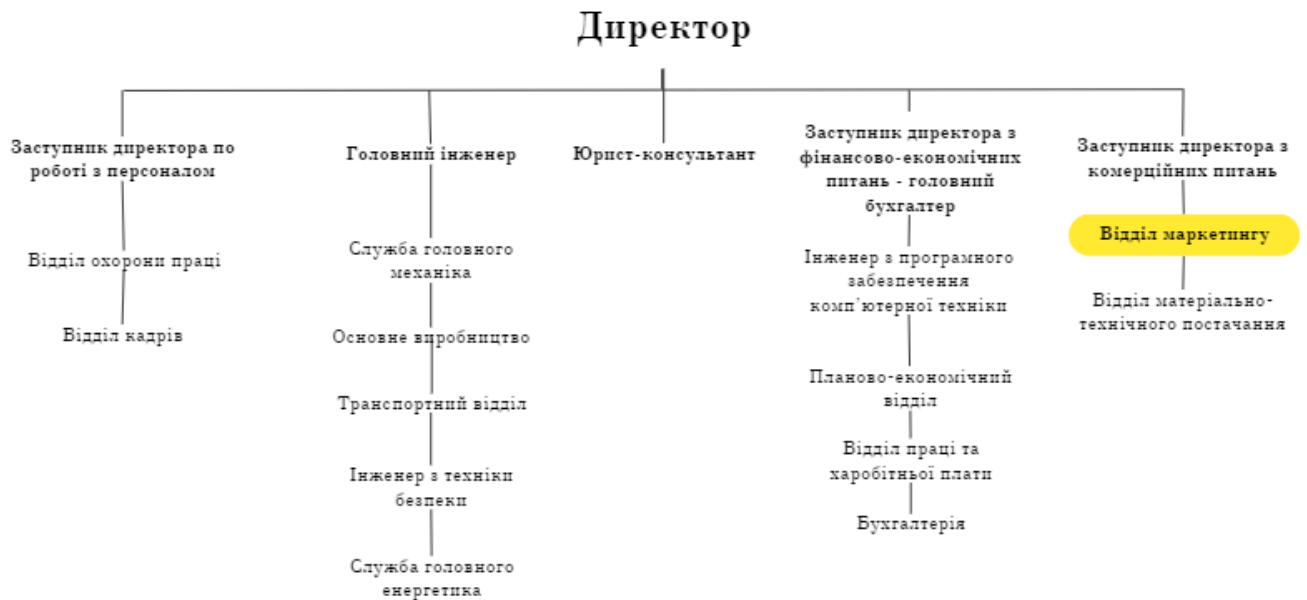 Директор
Заступник директора по
роботі з персоналом
Відділ охорони праці
Відділ кадрів
Головний інженер
Служба головного
механіка
Основне виробництво
Транспортний відділ
Інженер з техніки
безпеки
Служба головного
енергетика
Юрист-консультант
Заступник директора з
фінансово-економічних
питань - головний
бухгалтер
Інженер з програмного
забезпечення
комп'ютерної техніки
Планово-економічний
відділ
Відділ праці та
харобітньої плати
Бухгалтерія
Заступник директора з
комерційних питань
Відділ маркетингу
Відділ матеріально-
технічного постачання